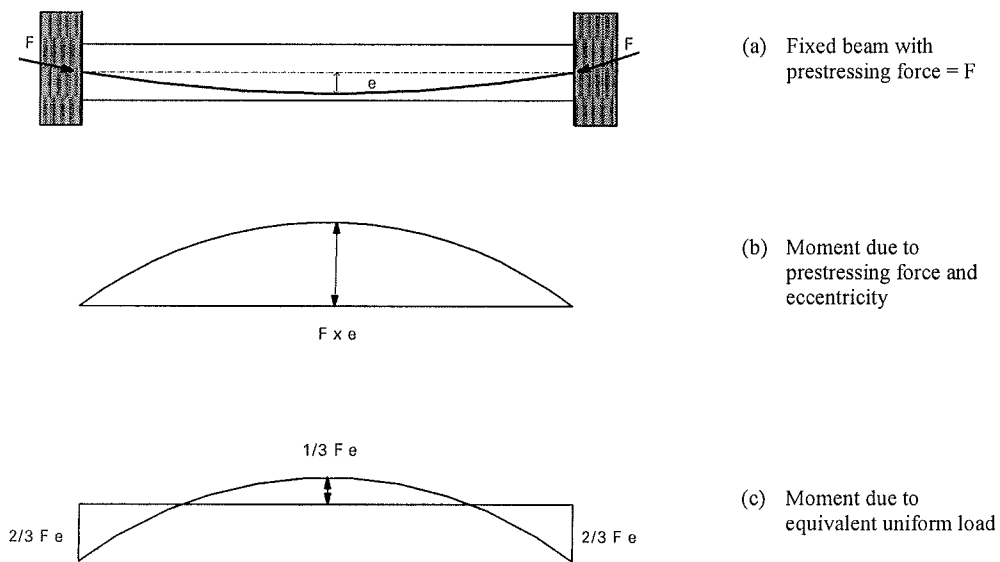 F
F
e
(a) Fixed beam with
prestressing force = F
(b) Moment due to
prestressing force and
eccentricity
F x e
1/3 F e
2/3 F e
2/3 F e
(c) Moment due to
equivalent uniform load